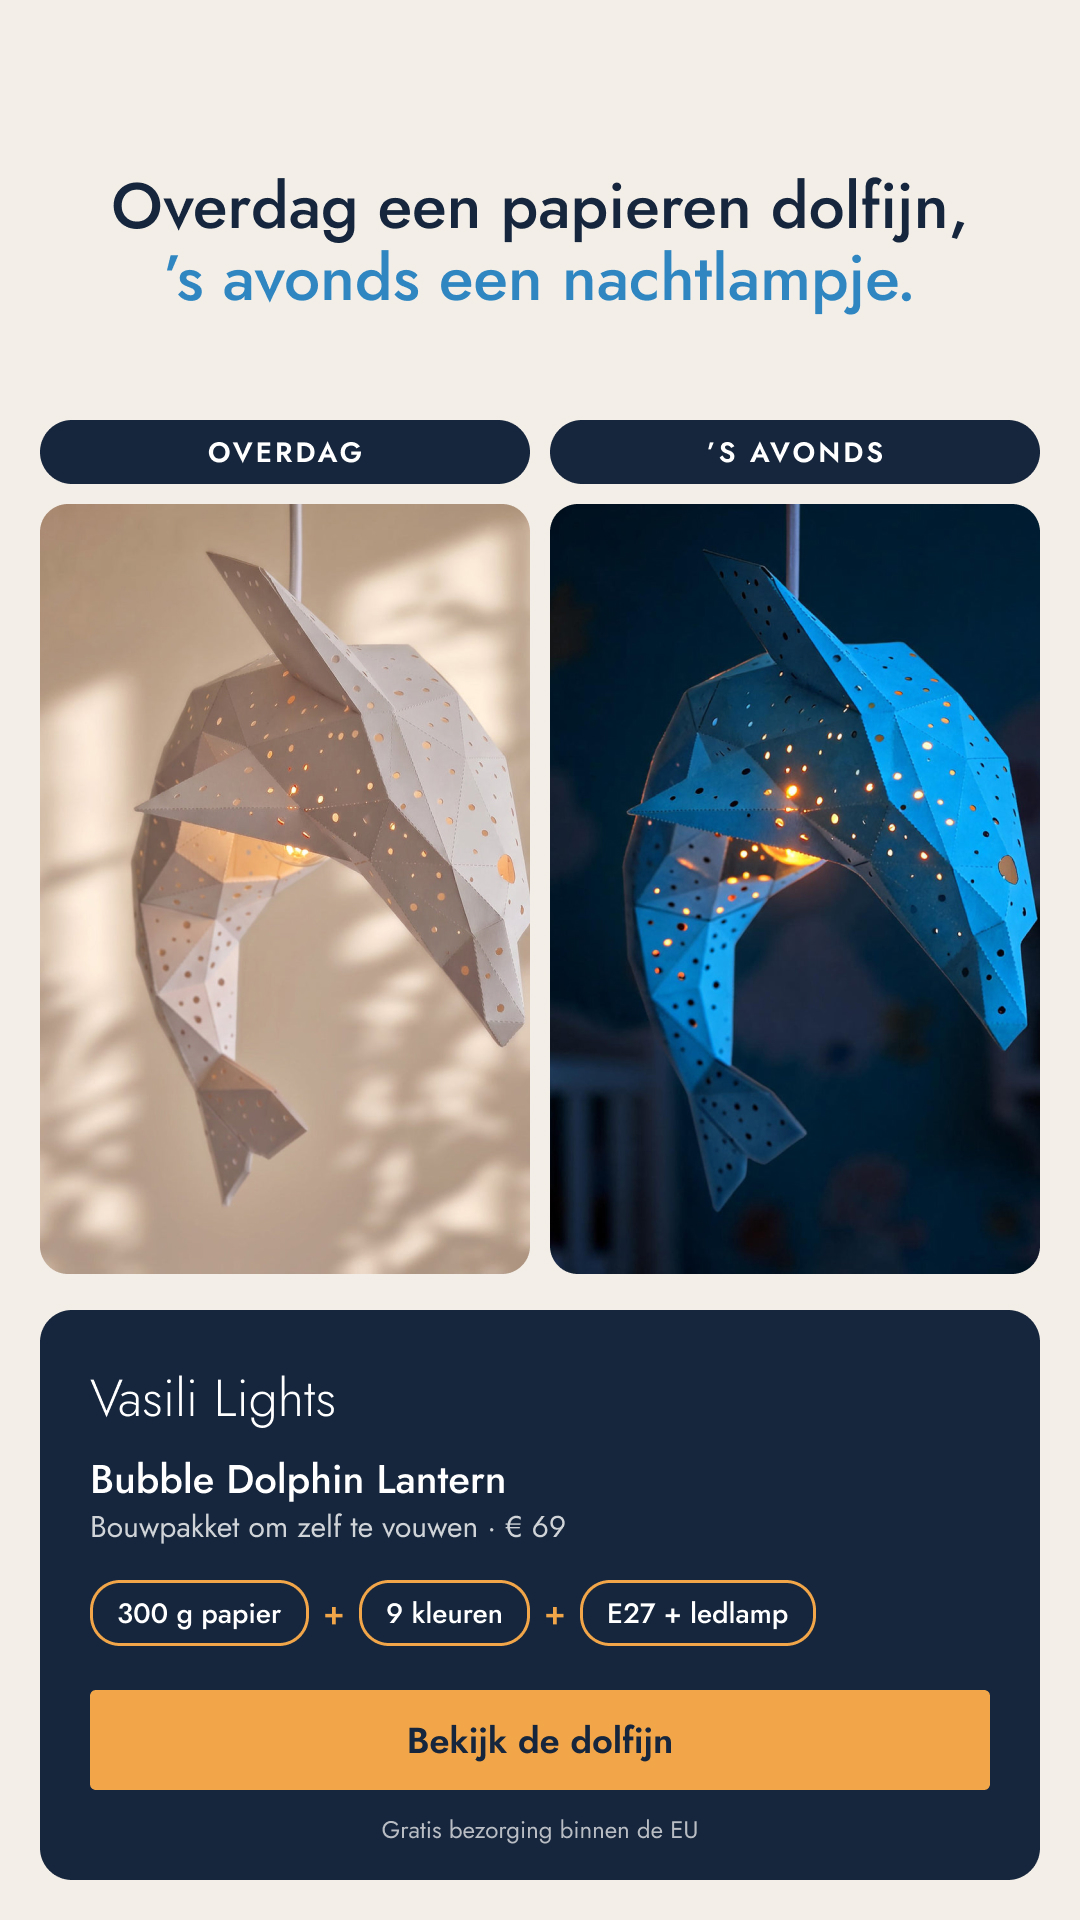 Overdag een papieren dolfijn,
’s avonds een nachtlampje.
OVERDAG
’S AVONDS
Vasili Lights
Bubble Dolphin Lantern
Bouwpakket om zelf te vouwen · € 69
300 g papier + 9 kleuren + E27 + ledlamp
Bekijk de dolfijn
Gratis bezorging binnen de EU